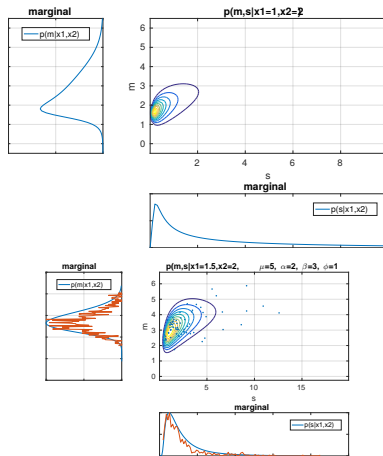 marginal
p(m,s|x1=1,x2=2
p(m|x1,x2)
6
5
4
3
2
1
0
m
2
4
6
8
s
marginal
p(s|x1,x2)
marginal
p(m,s|x1=1.5,x2=2, μ=5, α=2, β=3, ϕ=1
p(m|x1,x2)
6
5
4
3
2
1
0
m
5
10
15
s
marginal
p(s|x1,x2)